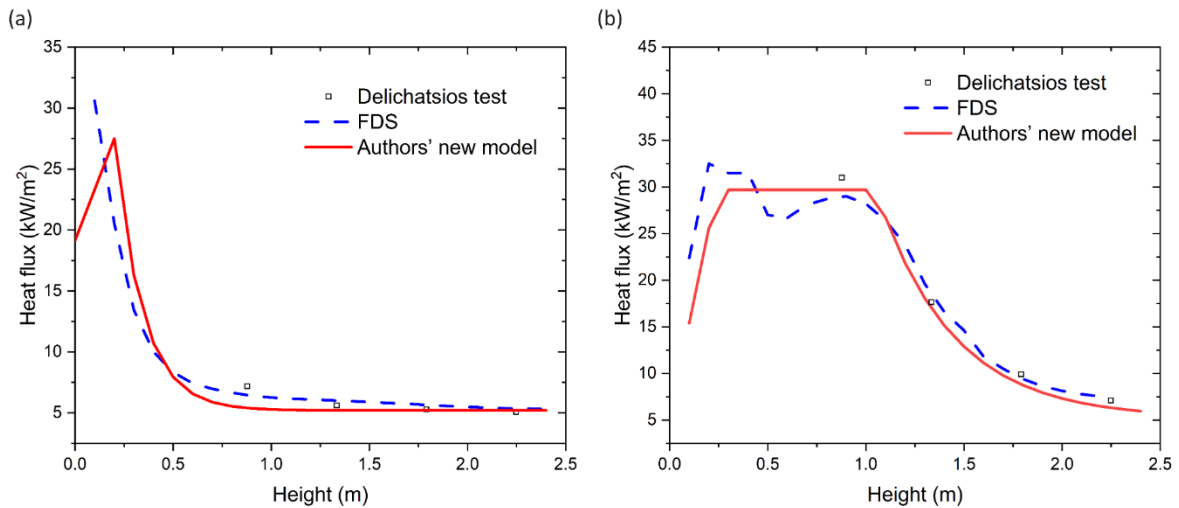 (a)
35
30
25
20
15
10
5
Heat flux (kW/m²)
0.0 0.5 1.0 1.5 2.0 2.5
Height (m)
Delichatsios test
FDS
Authors' new model
(b)
45
40
35
30
25
20
15
10
5
Heat flux (kW/m²)
0.0 0.5 1.0 1.5 2.0 2.5
Height (m)
Delichatsios test
FDS
Authors' new model